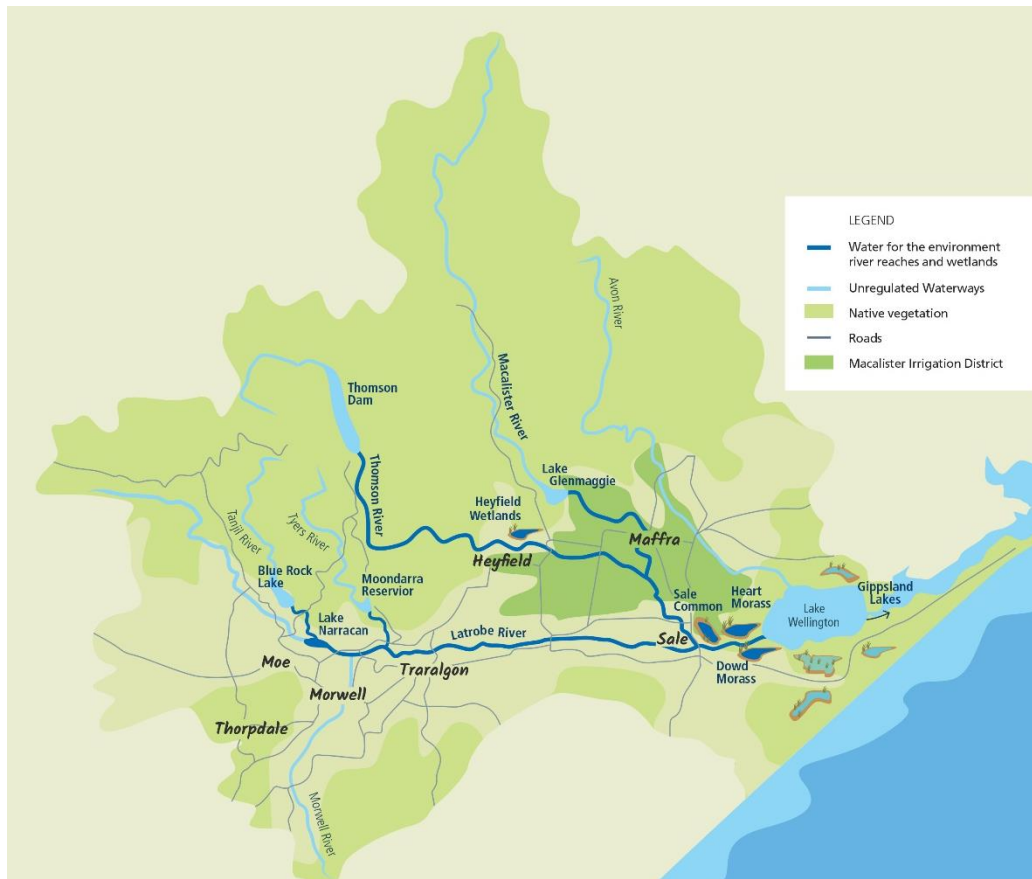 LEGEND
Water for the environment
river reaches and wetlands
Unregulated Waterways
Native vegetation
Roads
Macalister Irrigation District
Avon River
Macalister River
Thomson
Dam
Thomson River
Lake
Glenmaggie
Heyfield
Wetlands
Maffra
Heyfield
Tanjil River
Tyers River
Blue Rock
Lake
Moondarra
Reservior
Sale
Common
Heart
Morass
Gippsland
Lakes
Lake
Wellington
Lake
Narracan
Latrobe River
Sale
Dowd
Morass
Moe
Traralgon
Morwell
Thorpdale
Morwell River